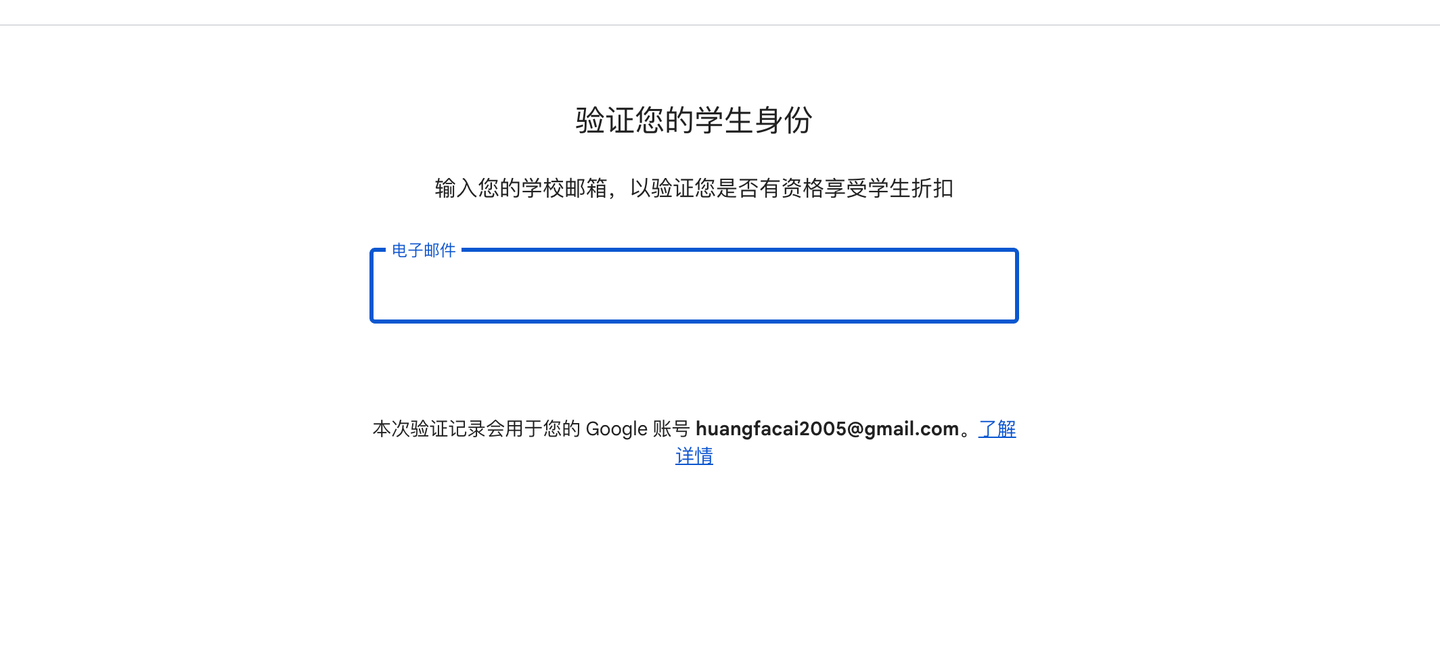 验证您的学生身份
输入您的学校邮箱，以验证您是否有资格享受学生折扣
电子邮件
本次验证记录会用于您的 Google 账号 huangfacai2005@gmail.com。了解
详情